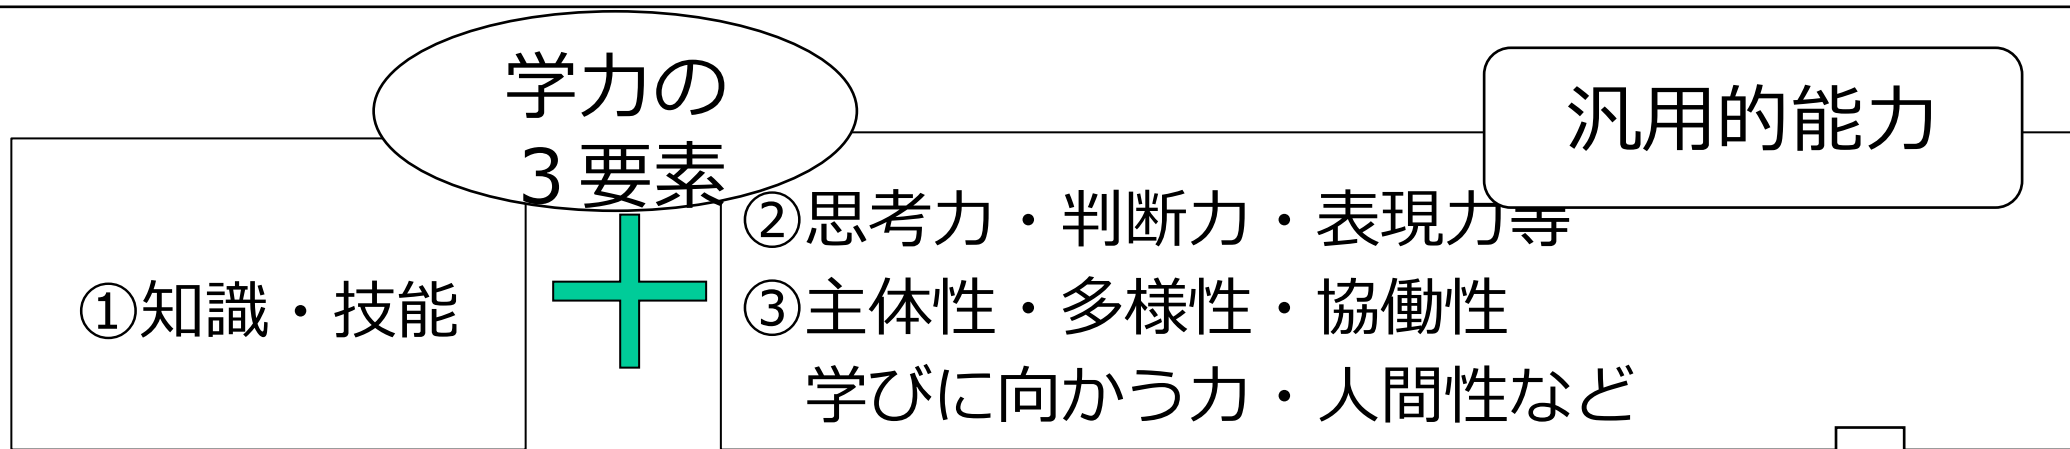 学力の
３要素
汎用的能力
①知識・技能
②思考力・判断力・表現力等
③主体性・多様性・協働性
学びに向かう力・人間性など